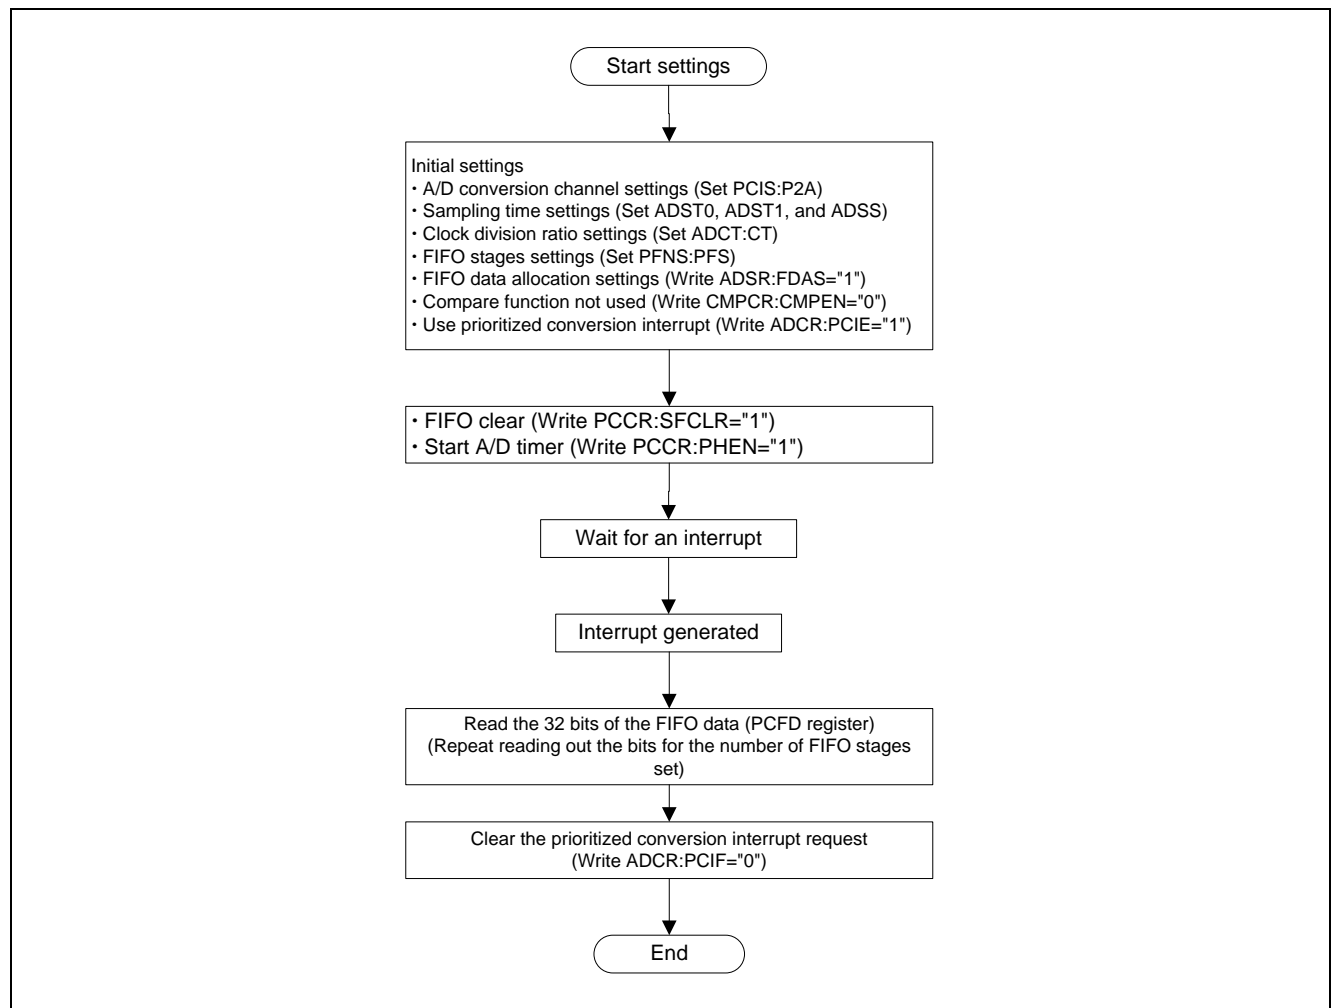 Start settings
Initial settings
・A/D conversion channel settings (Set PCIS:P2A)
・Sampling time settings (Set ADST0, ADST1, and ADSS)
・Clock division ratio settings (Set ADCT:CT)
・FIFO stages settings (Set PFNS:PFS)
・FIFO data allocation settings (Write ADSR:FDAS="1")
・Compare function not used (Write CMPCR:CMPEN="0")
・Use prioritized conversion interrupt (Write ADCR:PCIE="1")
・FIFO clear (Write PCCR:SFCLR="1")
・Start A/D timer (Write PCCR:PHEN="1")
Wait for an interrupt
Interrupt generated
Read the 32 bits of the FIFO data (PCFD register)
(Repeat reading out the bits for the number of FIFO stages
set)
Clear the prioritized conversion interrupt request
(Write ADCR:PCIF="0")
End